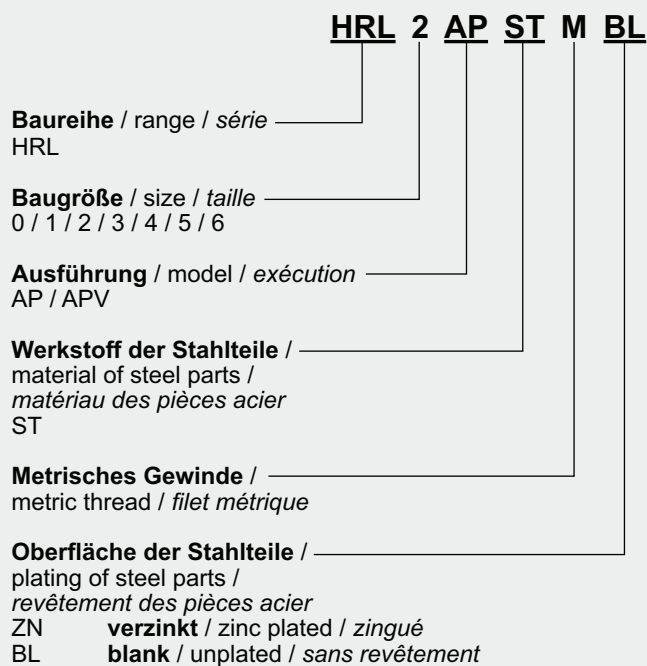 HRL 2 AP ST M BL
Baureihe / range / série
HRL
Baugröße / size / taille
0 / 1 / 2 / 3 / 4 / 5 / 6
Ausführung / model / exécution
AP / APV
Werkstoff der Stahlteile /
material of steel parts /
matériau des pièces acier
ST
Metrisches Gewinde /
metric thread / filet métrique
Oberfläche der Stahlteile /
plating of steel parts /
revêtement des pièces acier
ZN verzinkt / zinc plated / zingué
BL blank / unplated / sans revêtement